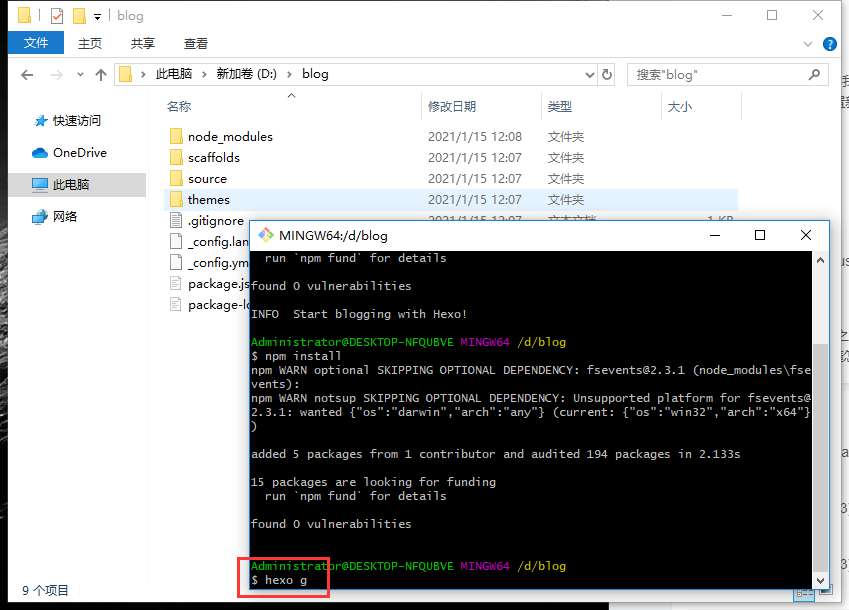 blog
文件 主页 共享 查看
此电脑 新加卷 (D:) blog
搜索"blog"
名称 修改日期 类型 大小
快速访问
OneDrive
此电脑
网络
node_modules 2021/1/15 12:08 文件夹
scaffolds 2021/1/15 12:07 文件夹
source 2021/1/15 12:07 文件夹
themes 2021/1/15 12:07 文件夹
.gitignore 2021/1/15 12:07 文本文档 1 KB
_config.lan
_config.ym
package.js
package-lo
MINGW64:/d/blog
run `npm fund` for details
found 0 vulnerabilities
INFO  Start blogging with Hexo!
Administrator@DESKTOP-NFQUBVE MINGW64 /d/blog
$ npm install
npm WARN optional SKIPPING OPTIONAL DEPENDENCY: fsevents@2.3.1 (node_modules\fse
vents):
npm WARN notsup SKIPPING OPTIONAL DEPENDENCY: Unsupported platform for fsevents@
2.3.1: wanted {"os":"darwin","arch":"any"} (current: {"os":"win32","arch":"x64"}
)
added 5 packages from 1 contributor and audited 194 packages in 2.133s
15 packages are looking for funding
run `npm fund` for details
found 0 vulnerabilities
Administrator@DESKTOP-NFQUBVE MINGW64 /d/blog
$ hexo g
9 个项目